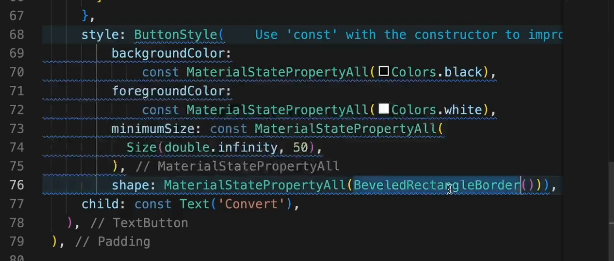 67 },
68 style: ButtonStyle( Use 'const' with the constructor to impro
69 backgroundColor:
70 const MaterialStatePropertyAll(Colors.black),
71 foregroundColor:
72 const MaterialStatePropertyAll(Colors.white),
73 minimumSize: const MaterialStatePropertyAll(
74 Size(double.infinity, 50),
75 ), // MaterialStatePropertyAll
76 shape: MaterialStatePropertyAll(BeveledRectangleBorder())),
77 child: const Text('Convert'),
78 ), // TextButton
79 ), // Padding
80